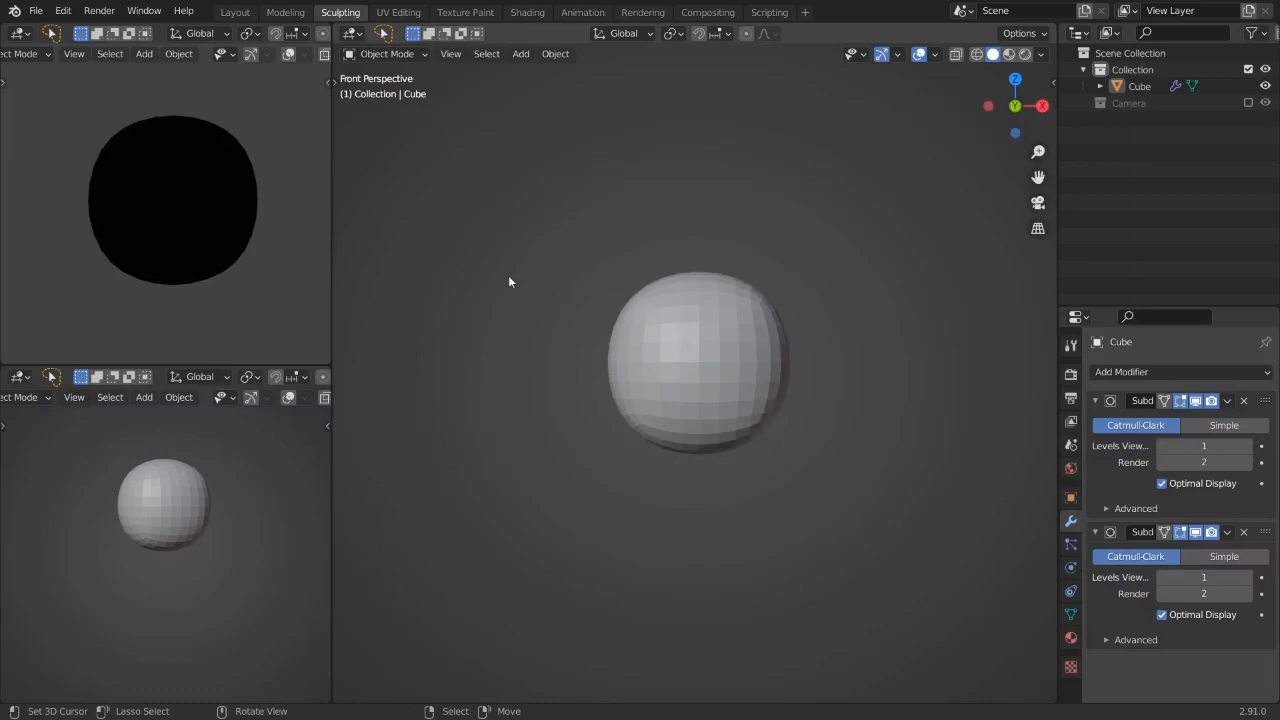 File Edit Render Window Help Layout Modeling Sculpting UV Editing Texture Paint Shading Animation Rendering Compositing Scripting + Scene View Layer
Global Global Options
ct Mode View Select Add Object Object Mode View Select Add Object
Front Perspective
(1) Collection | Cube
Z
Y X
Scene Collection
Collection
Cube
Camera
Cube
Add Modifier
Subd
Catmull-Clark Simple
Levels View... 1
Render 2
Optimal Display
Advanced
Subd
Catmull-Clark Simple
Levels View... 1
Render 2
Optimal Display
Advanced
Global
ct Mode View Select Add Object
Set 3D Cursor Lasso Select Rotate View Select Move 2.91.0